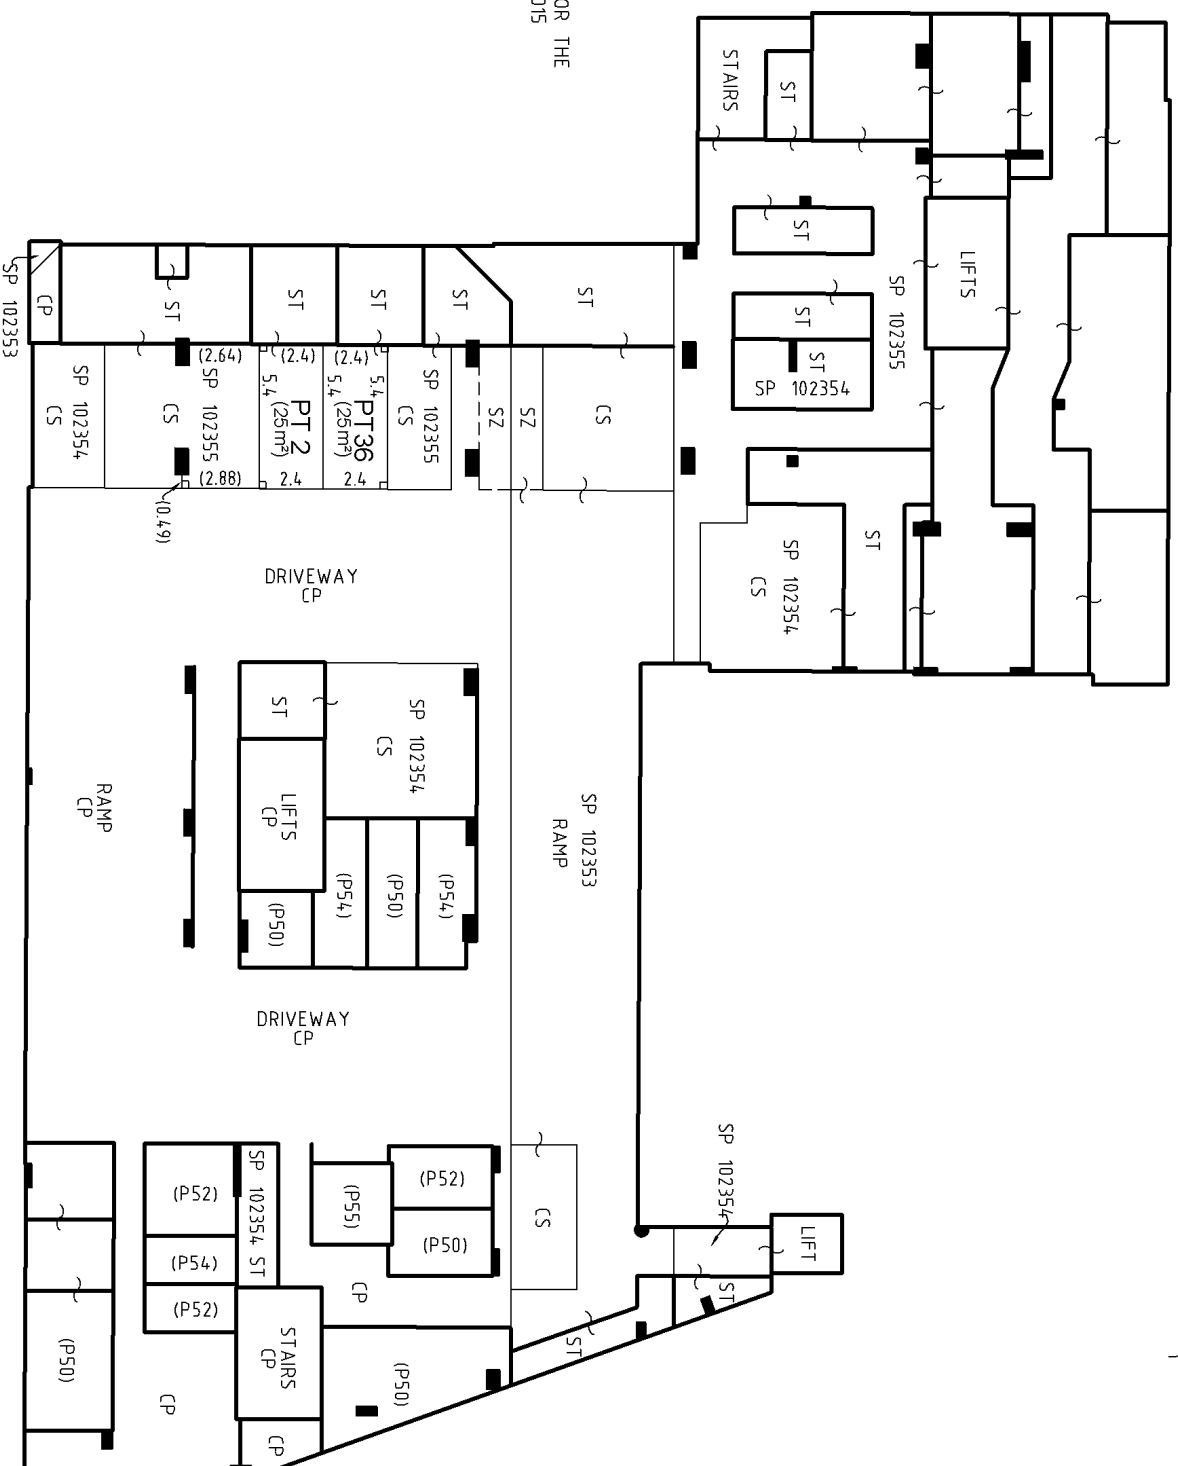 OR THE
015
STAIRS
ST
LIFTS
ST
SP 102355
ST
ST
SP 102354
SP 102353
CP
ST
ST
ST
ST
ST
SP 102354
CS
(2.64)
SP 102355
CS
(2.88)
(0.49)
(2.4)
5.4
PT 2
(25m²)
2.4
(2.4)
5.4
5.4
PT 36
(25m²)
2.4
SP 102355
CS
SZ
SZ
CS
ST
SP 102354
CS
DRIVEWAY
CP
ST
SP 102354
CS
LIFTS
CP
RAMP
CP
SP 102353
RAMP
(P54)
(P50)
(P54)
(P50)
DRIVEWAY
CP
SP 102354
LIFT
ST
CS
(P52)
(P50)
(P55)
SP 102354 ST
(P52)
(P54)
(P52)
CP
STAIRS
CP
ST
(P50)
(P50)
CP
CP